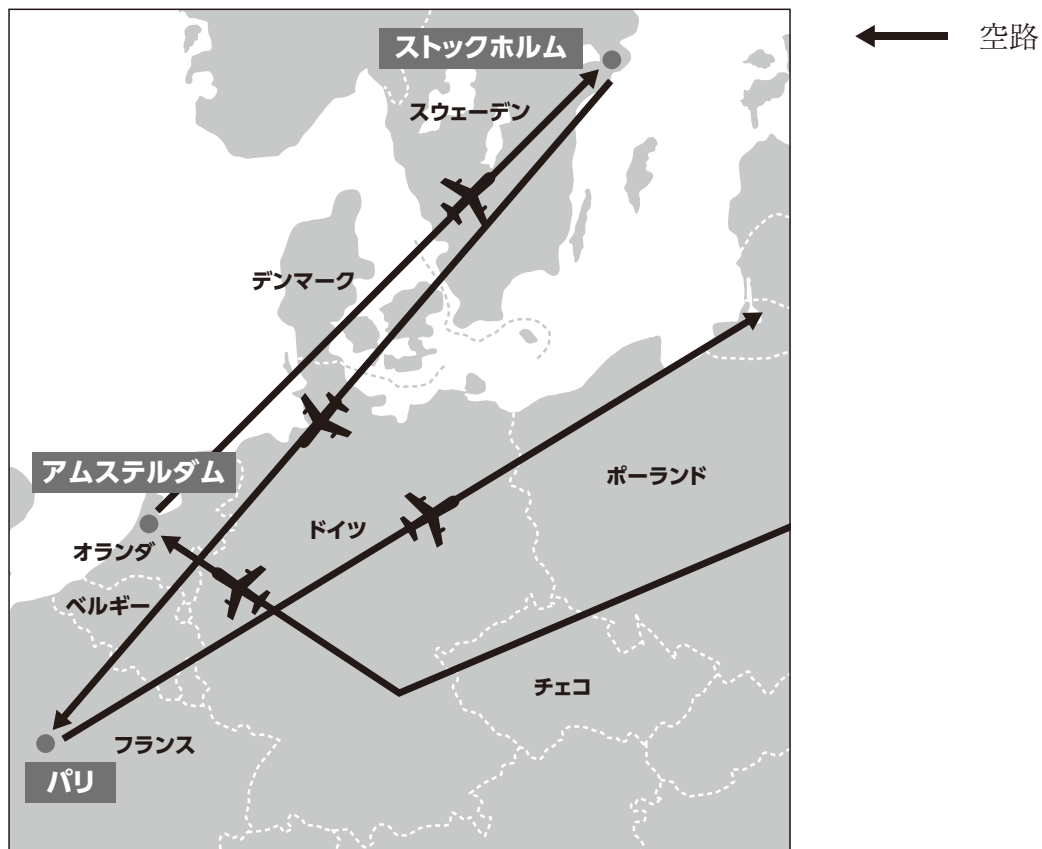 ストックホルム
空路
スウェーデン
デンマーク
アムステルダム
ポーランド
ドイツ
オランダ
ベルギー
チェコ
フランス
パリ